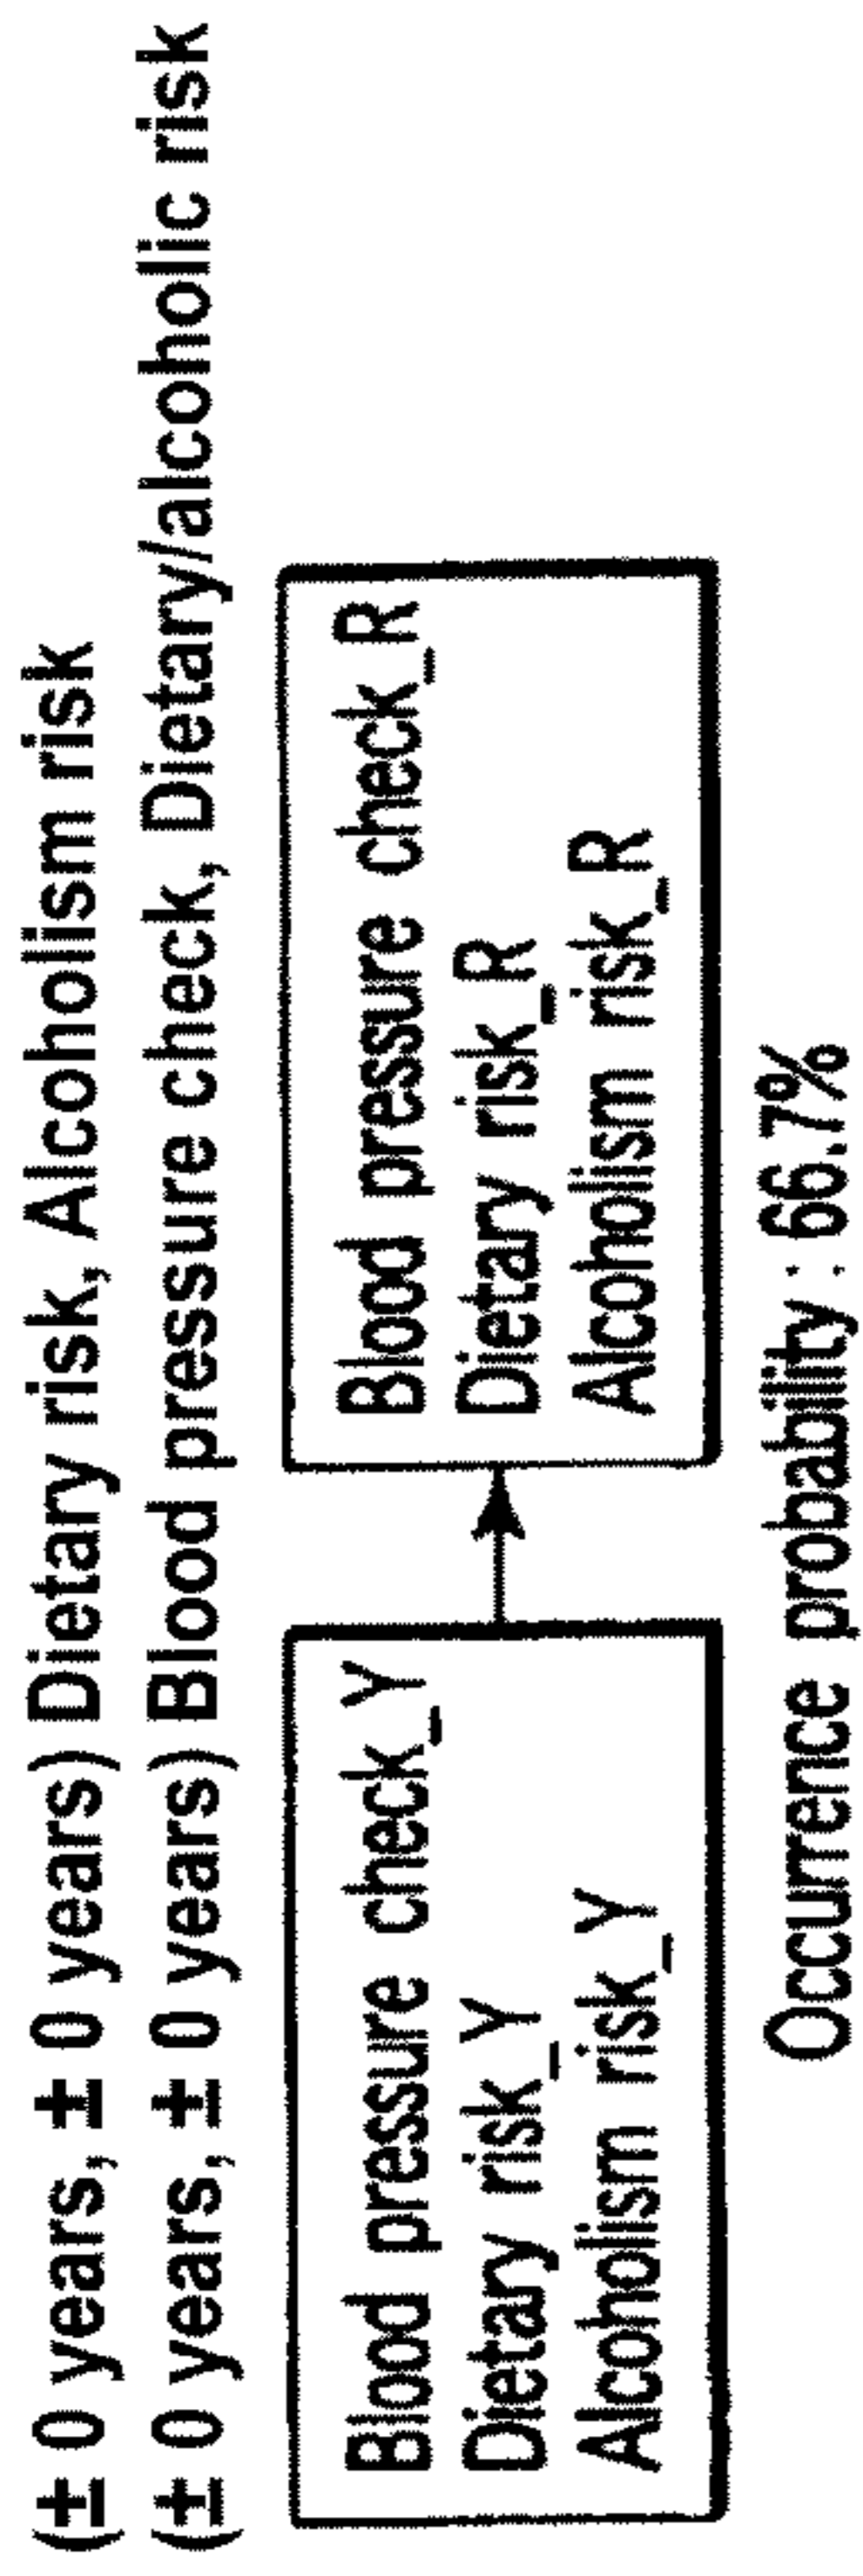 (± 0 years, ± 0 years) Dietary risk, Alcoholism risk
(± 0 years, ± 0 years) Blood pressure check, Dietary/alcoholic risk
Blood pressure check_Y
Dietary risk_Y
Alcoholism risk_Y
Blood pressure check_R
Dietary risk_R
Alcoholism risk_R
Occurrence probability : 66.7%